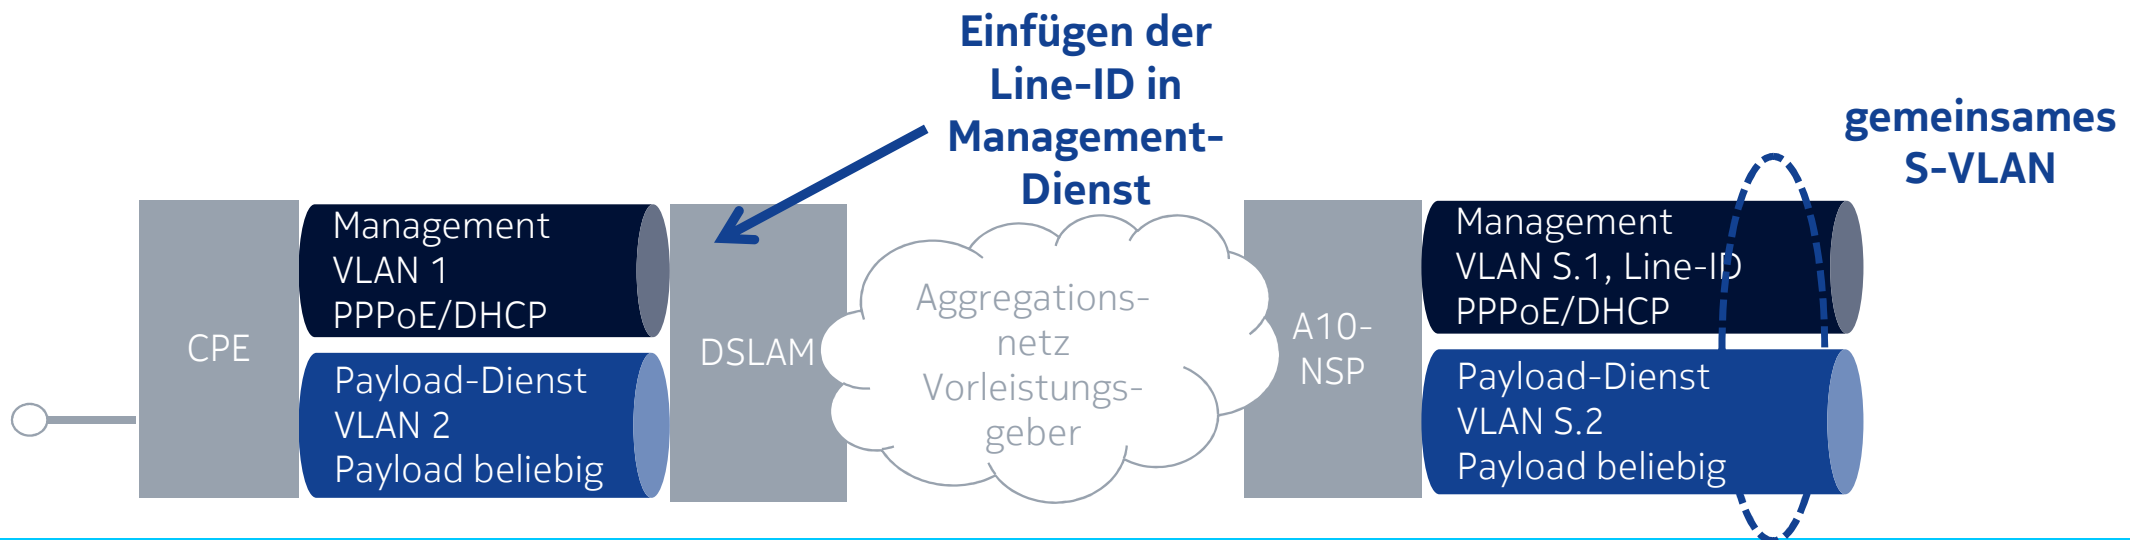 Einfügen der
Line-ID in
Management-
Dienst
gemeinsames
S-VLAN
CPE
Management
VLAN 1
PPPoE/DHCP
Payload-Dienst
VLAN 2
Payload beliebig
DSLAM
Aggregations-
netz
Vorleistungs-
geber
A10-
NSP
Management
VLAN S.1, Line-ID
PPPoE/DHCP
Payload-Dienst
VLAN S.2
Payload beliebig